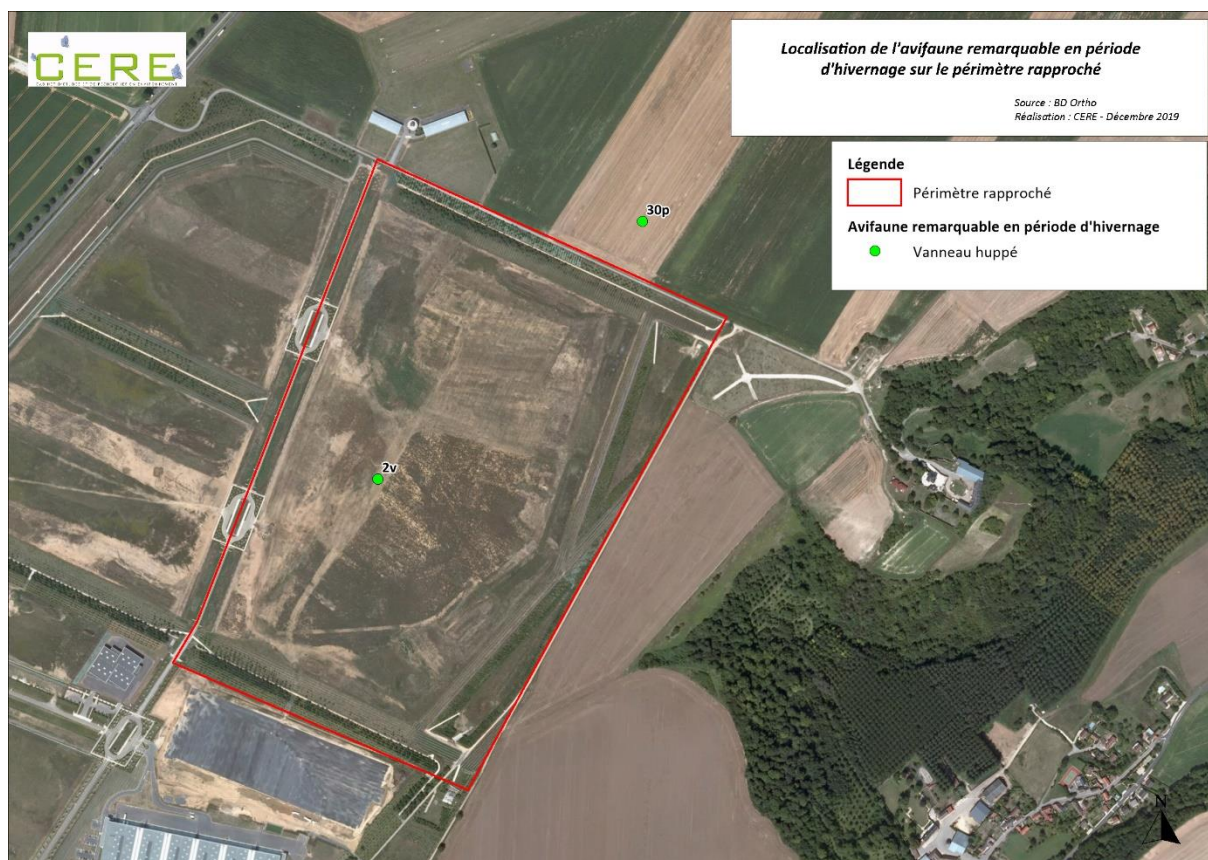 CERE
Localisation de l'avifaune remarquable en période
d'hivernage sur le périmètre rapproché
Source : BD Ortho
Réalisation : CERE - Décembre 2019
Légende
Périmètre rapproché
Avifaune remarquable en période d'hivernage
Vanneau huppé
30p
2v
N